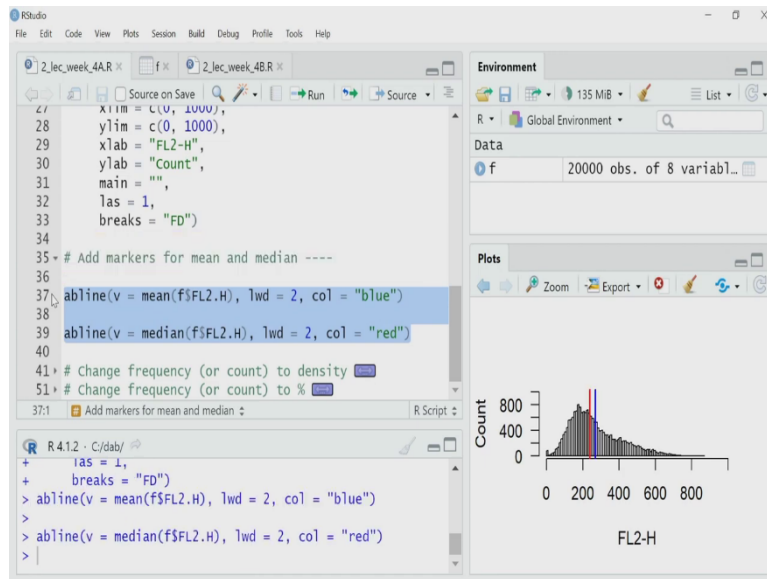 RStudio
File Edit Code View Plots Session Build Debug Profile Tools Help
2_lec_week_4A.R × f × 2_lec_week_4B.R ×
Source on Save Run Source
27 xlim = c(0, 1000),
28 ylim = c(0, 1000),
29 xlab = "FL2-H",
30 ylab = "Count",
31 main = "",
32 las = 1,
33 breaks = "FD")
34
35 # Add markers for mean and median ----
36
37 abline(v = mean(f$FL2.H), lwd = 2, col = "blue")
38
39 abline(v = median(f$FL2.H), lwd = 2, col = "red")
40
41 # Change frequency (or count) to density
51 # Change frequency (or count) to %
37:1 # Add markers for mean and median R Script
R 4.1.2 · C:/dab/
+ las = 1,
+ breaks = "FD")
> abline(v = mean(f$FL2.H), lwd = 2, col = "blue")
>
> abline(v = median(f$FL2.H), lwd = 2, col = "red")
>
Environment
135 MiB List
R Global Environment
Data
f 20000 obs. of 8 variabl…
Plots
Zoom Export
Count
800
400
0
0 200 400 600 800
FL2-H